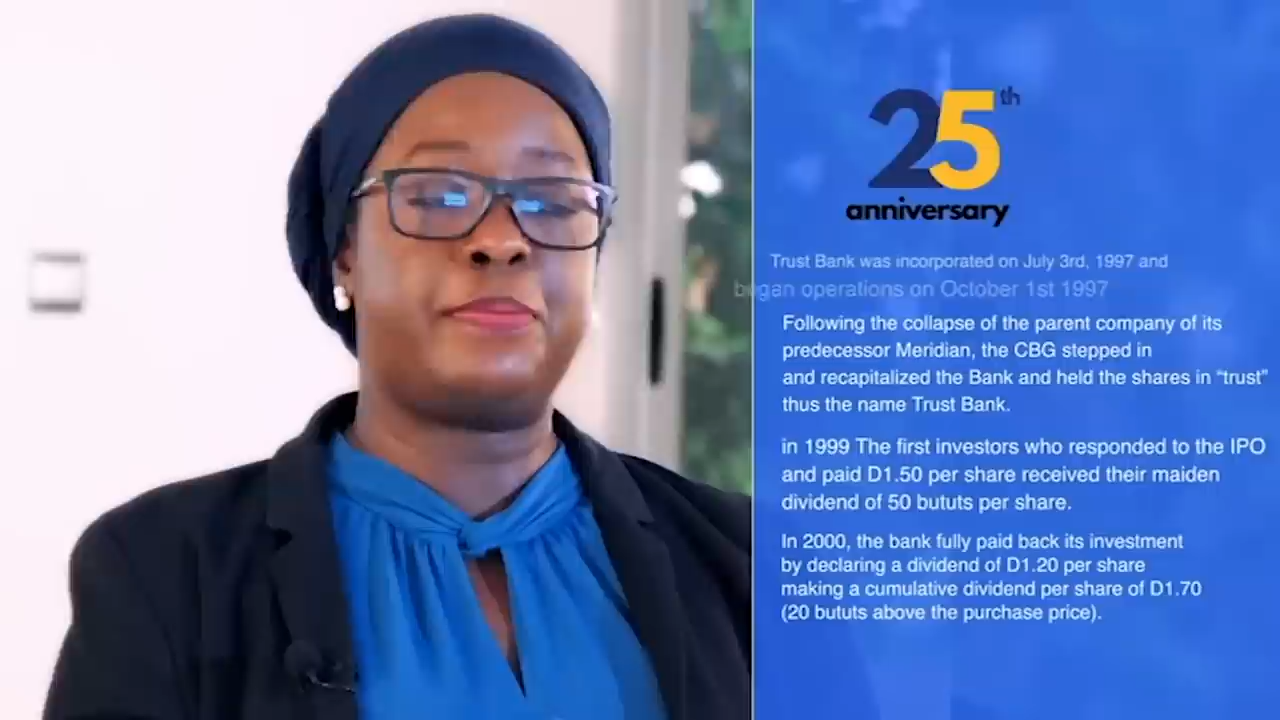 25th
anniversary
Trust Bank was incorporated on July 3rd, 1997 and
began operations on October 1st 1997
Following the collapse of the parent company of its
predecessor Meridian, the CBG stepped in
and recapitalized the Bank and held the shares in “trust”
thus the name Trust Bank.
in 1999 The first investors who responded to the IPO
and paid D1.50 per share received their maiden
dividend of 50 bututs per share.
In 2000, the bank fully paid back its investment
by declaring a dividend of D1.20 per share
making a cumulative dividend per share of D1.70
(20 bututs above the purchase price).